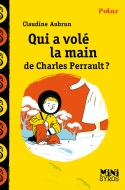 Polar
Claudine Aubrun
Qui a volé
la main
de Charles Perrault ?
MINI
SYROS